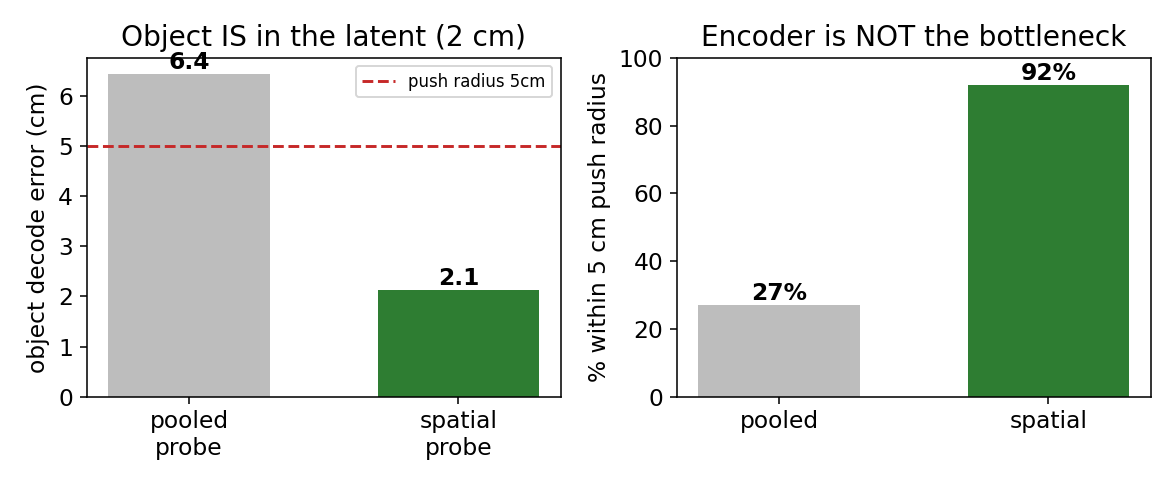 Object IS in the latent (2 cm)
object decode error (cm)
6
5
4
3
2
1
0
6.4
2.1
push radius 5cm
pooled
probe
spatial
probe
Encoder is NOT the bottleneck
% within 5 cm push radius
100
80
60
40
20
0
27%
92%
pooled
spatial